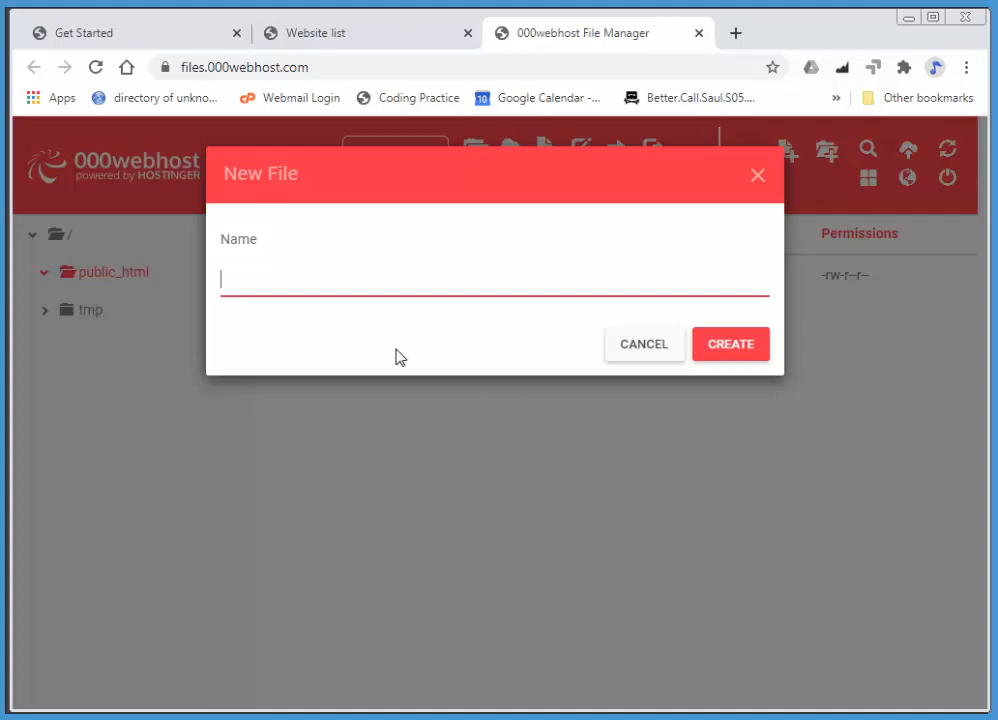 Get Started
Website list
000webhost File Manager
files.000webhost.com
Apps
directory of unkno...
cP Webmail Login
Coding Practice
10 Google Calendar -...
Better.Call.Saul.S05....
»
Other bookmarks
000webhost
powered by HOSTINGER
New File
Name
CANCEL
CREATE
/
public_html
tmp
Permissions
-rw-r--r--